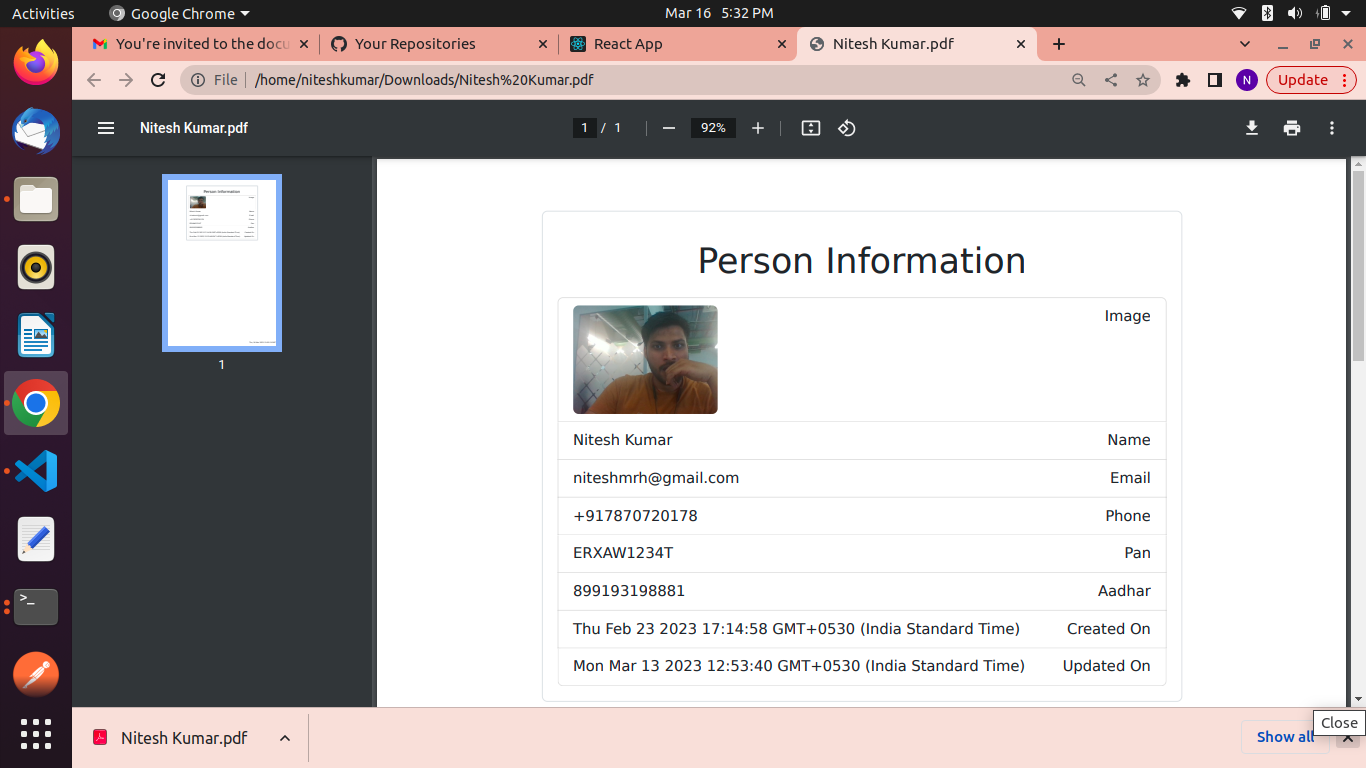 Activities Google Chrome Mar 16 5:32 PM
You're invited to the docu Your Repositories React App Nitesh Kumar.pdf
File /home/niteshkumar/Downloads/Nitesh%20Kumar.pdf N Update
Nitesh Kumar.pdf 1 / 1 92%
Person Information
Image
Nitesh Kumar Name
niteshmrh@gmail.com Email
+917870720178 Phone
ERXAW1234T Pan
899193198881 Aadhar
Thu Feb 23 2023 17:14:58 GMT+0530 (India Standard Time) Created On
Mon Mar 13 2023 12:53:40 GMT+0530 (India Standard Time) Updated On
Person Information
1
Close
Nitesh Kumar.pdf Show all